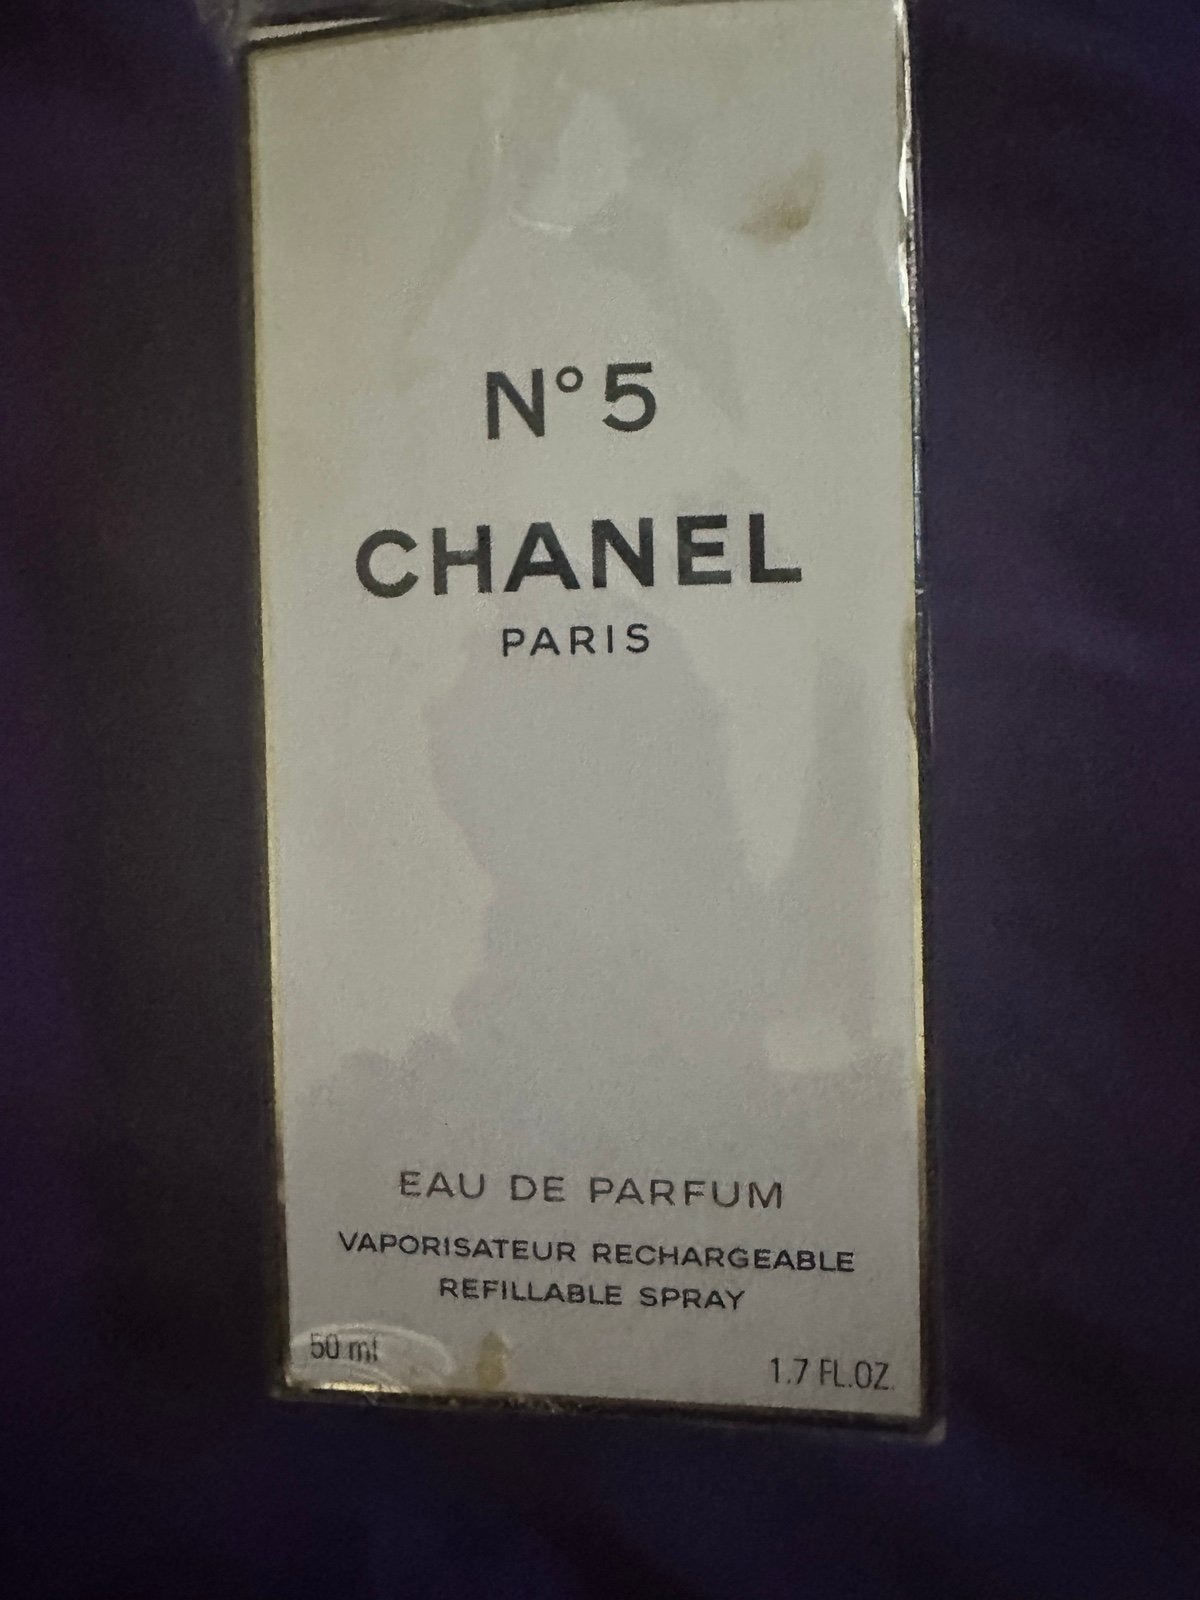 N° 5
CHANEL
PARIS
EAU DE PARFUM
VAPORISATEUR RECHARGEABLE
REFILLABLE SPRAY
50 ml
1.7 FL.OZ.